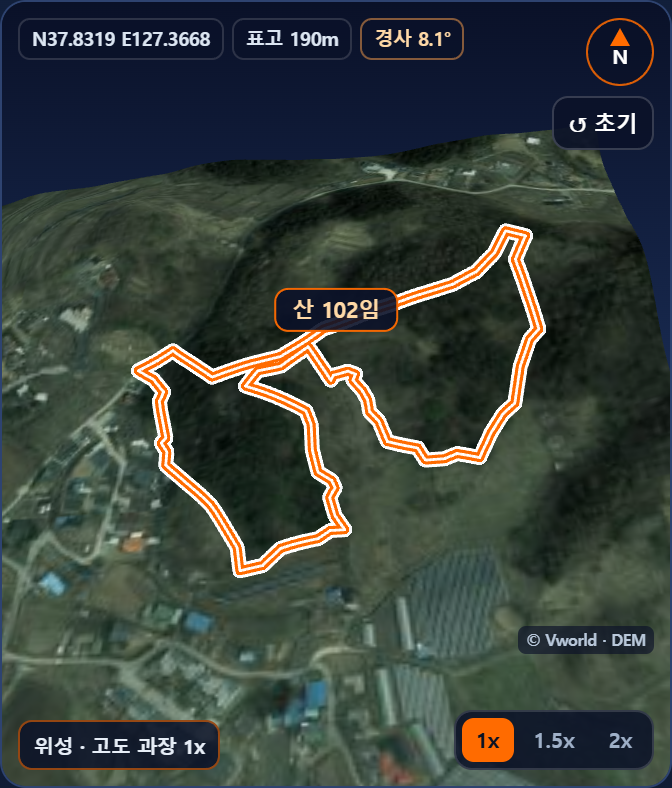 N37.8319 E127.3668
표고 190m
경사 8.1°
N
↺ 초기
산 102임
© Vworld · DEM
위성 · 고도 과장 1x
1x
1.5x
2x